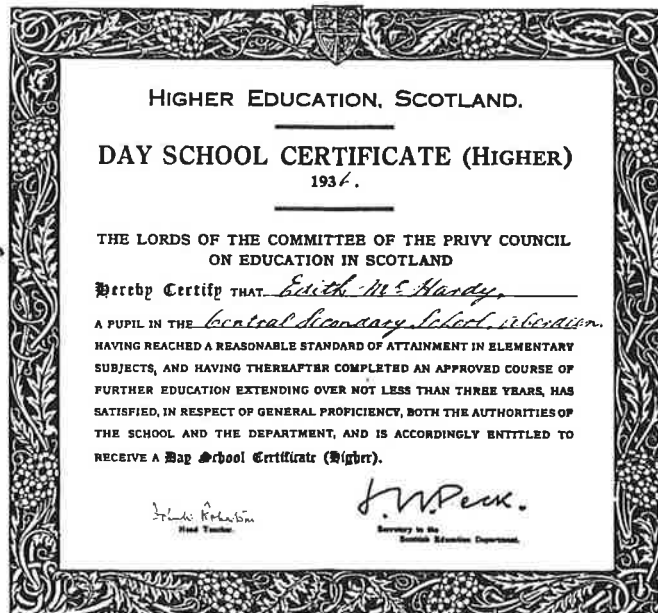 HIGHER EDUCATION, SCOTLAND.
DAY SCHOOL CERTIFICATE (HIGHER)
1936.
THE LORDS OF THE COMMITTEE OF THE PRIVY COUNCIL
ON EDUCATION IN SCOTLAND
Hereby Certify THAT Edith McHardy,
A PUPIL IN THE Central Secondary School, Aberdeen.
HAVING REACHED A REASONABLE STANDARD OF ATTAINMENT IN ELEMENTARY
SUBJECTS, AND HAVING THEREAFTER COMPLETED AN APPROVED COURSE OF
FURTHER EDUCATION EXTENDING OVER NOT LESS THAN THREE YEARS, HAS
SATISFIED, IN RESPECT OF GENERAL PROFICIENCY, BOTH THE AUTHORITIES OF
THE SCHOOL AND THE DEPARTMENT, AND IS ACCORDINGLY ENTITLED TO
RECEIVE A Day School Certificate (Higher).
Robertson
J. W. Peck.
Head Teacher.
Secretary to the
Scottish Education Department.